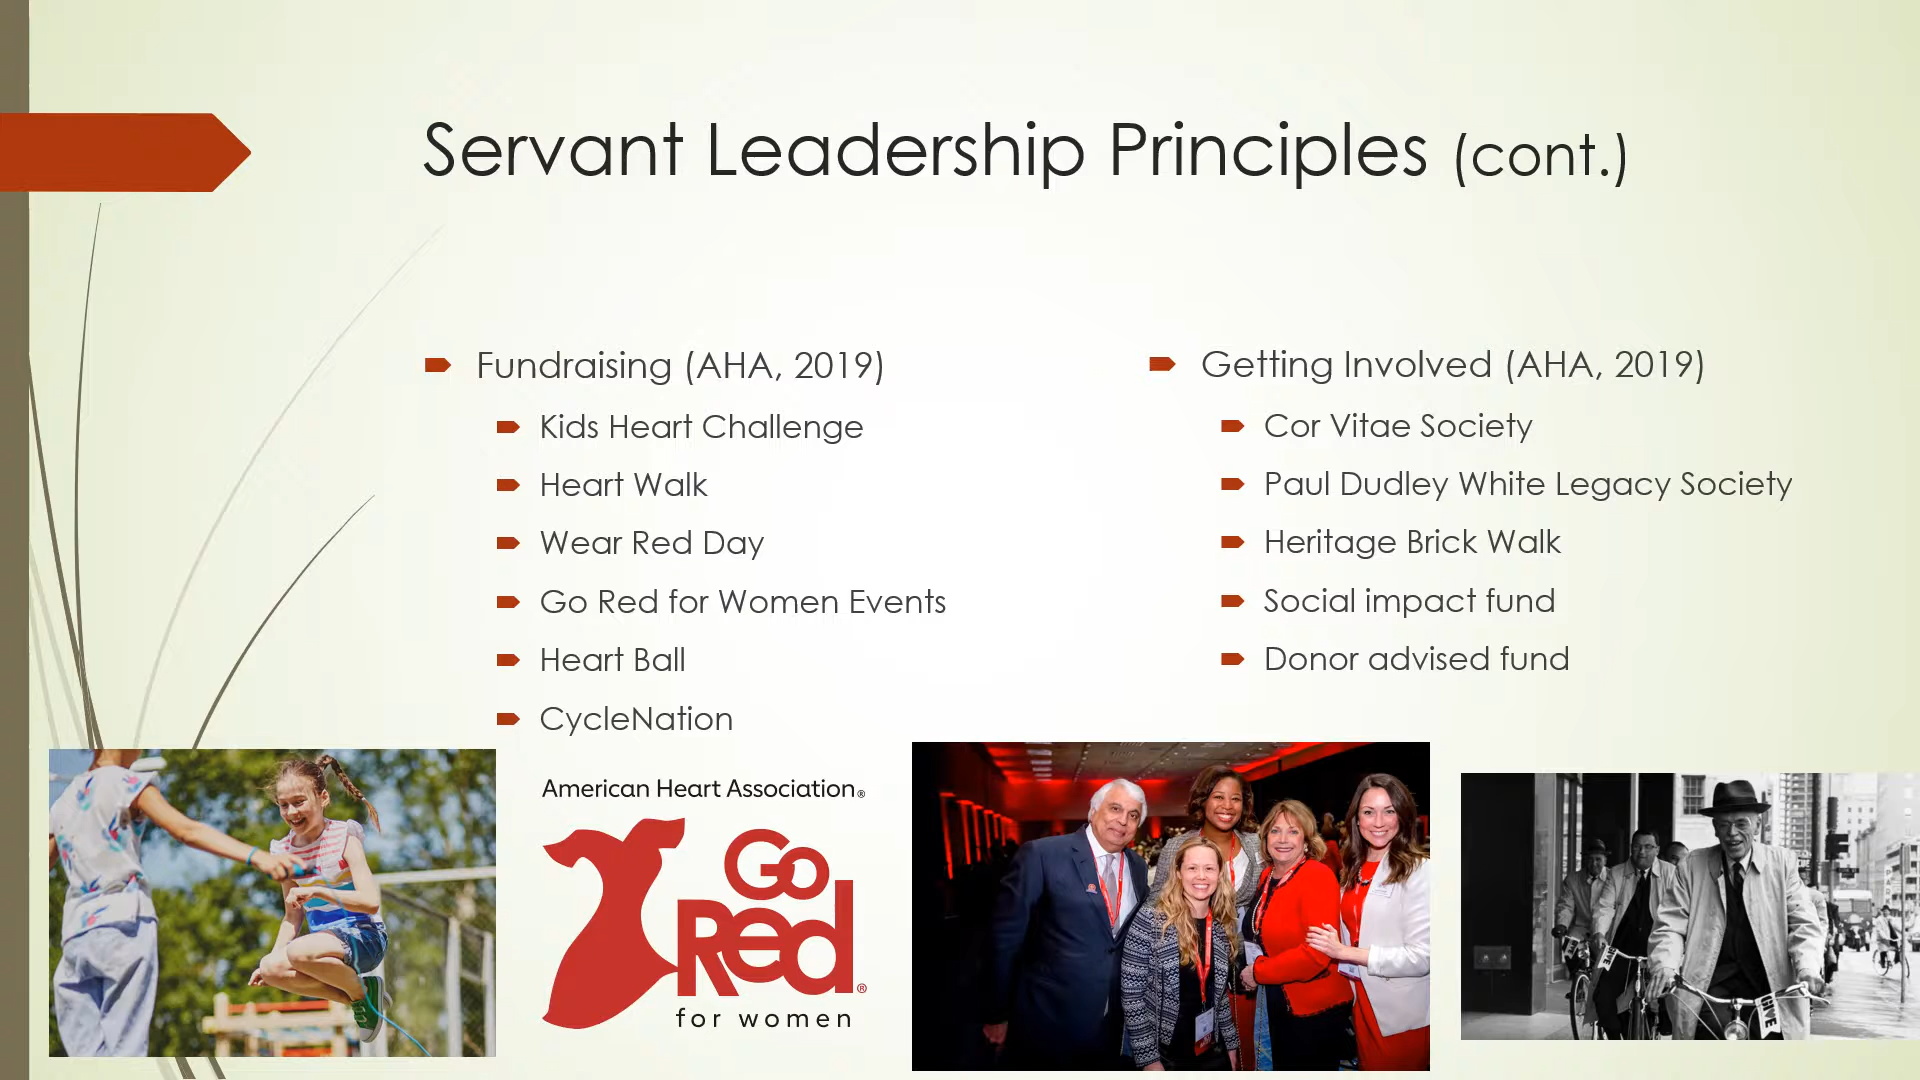 Servant Leadership Principles (cont.)
Fundraising (AHA, 2019)
Kids Heart Challenge
Heart Walk
Wear Red Day
Go Red for Women Events
Heart Ball
CycleNation
Getting Involved (AHA, 2019)
Cor Vitae Society
Paul Dudley White Legacy Society
Heritage Brick Walk
Social impact fund
Donor advised fund
American Heart Association®
Go
Red®
for women
GIVE